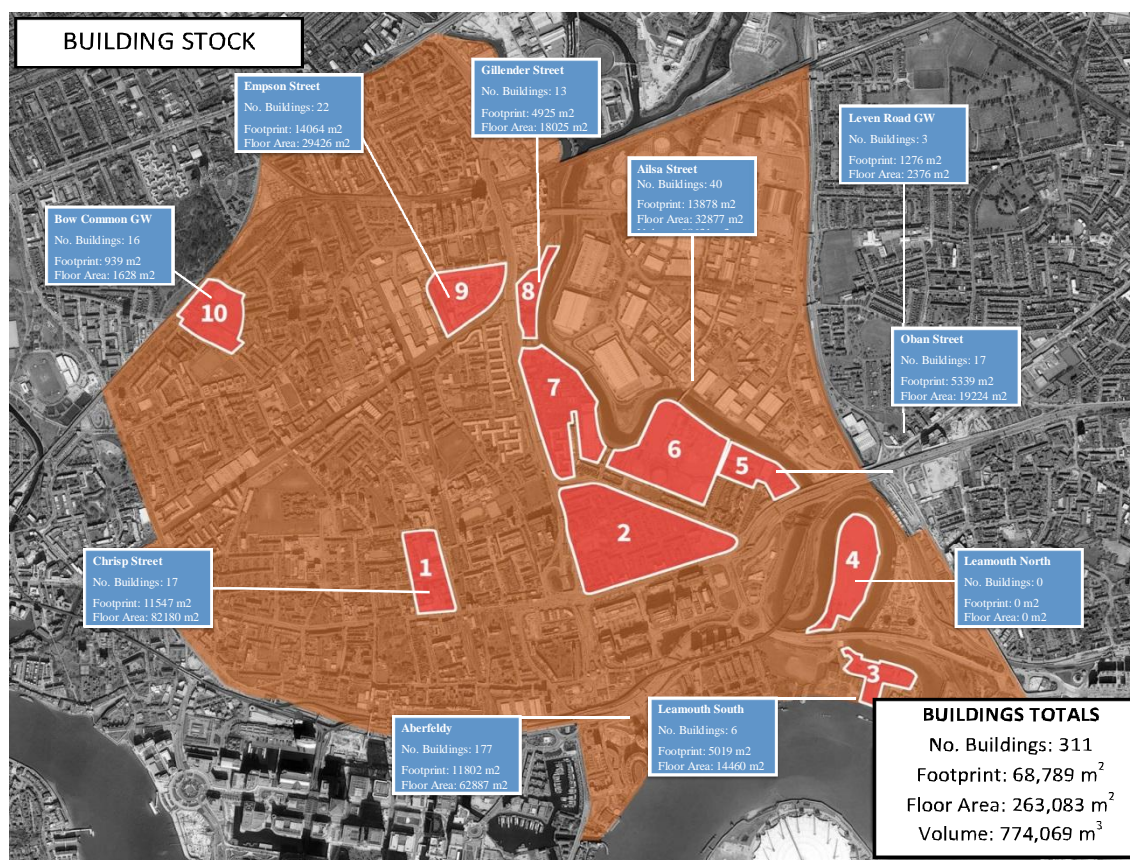 BUILDING STOCK
Empson Street
No. Buildings: 22
Footprint: 14064 m2
Floor Area: 29426 m2
Gillender Street
No. Buildings: 13
Footprint: 4925 m2
Floor Area: 18025 m2
Leven Road GW
No. Buildings: 3
Footprint: 1276 m2
Floor Area: 2376 m2
Ailsa Street
No. Buildings: 40
Footprint: 13878 m2
Floor Area: 32877 m2
Bow Common GW
No. Buildings: 16
Footprint: 939 m2
Floor Area: 1628 m2
Oban Street
No. Buildings: 17
Footprint: 5339 m2
Floor Area: 19224 m2
10
9
8
7
6
5
2
1
4
3
Chrisp Street
No. Buildings: 17
Footprint: 11547 m2
Floor Area: 82180 m2
Leamouth North
No. Buildings: 0
Footprint: 0 m2
Floor Area: 0 m2
Aberfeldy
No. Buildings: 177
Footprint: 11802 m2
Floor Area: 62887 m2
Leamouth South
No. Buildings: 6
Footprint: 5019 m2
Floor Area: 14460 m2
BUILDINGS TOTALS
No. Buildings: 311
Footprint: 68,789 m²
Floor Area: 263,083 m²
Volume: 774,069 m³